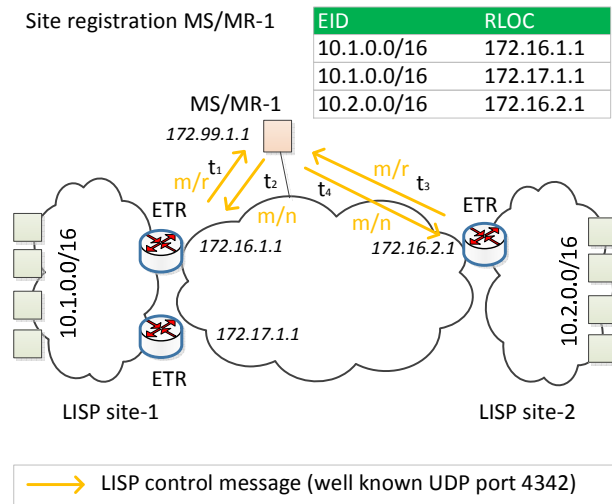 Site registration MS/MR-1
EID RLOC
10.1.0.0/16 172.16.1.1
10.1.0.0/16 172.17.1.1
10.2.0.0/16 172.16.2.1
MS/MR-1
172.99.1.1
m/r t1 t2 m/n
m/r t3 t4 m/n
ETR
172.16.1.1
ETR
172.16.2.1
10.1.0.0/16
10.2.0.0/16
172.17.1.1
ETR
LISP site-1
LISP site-2
LISP control message (well known UDP port 4342)